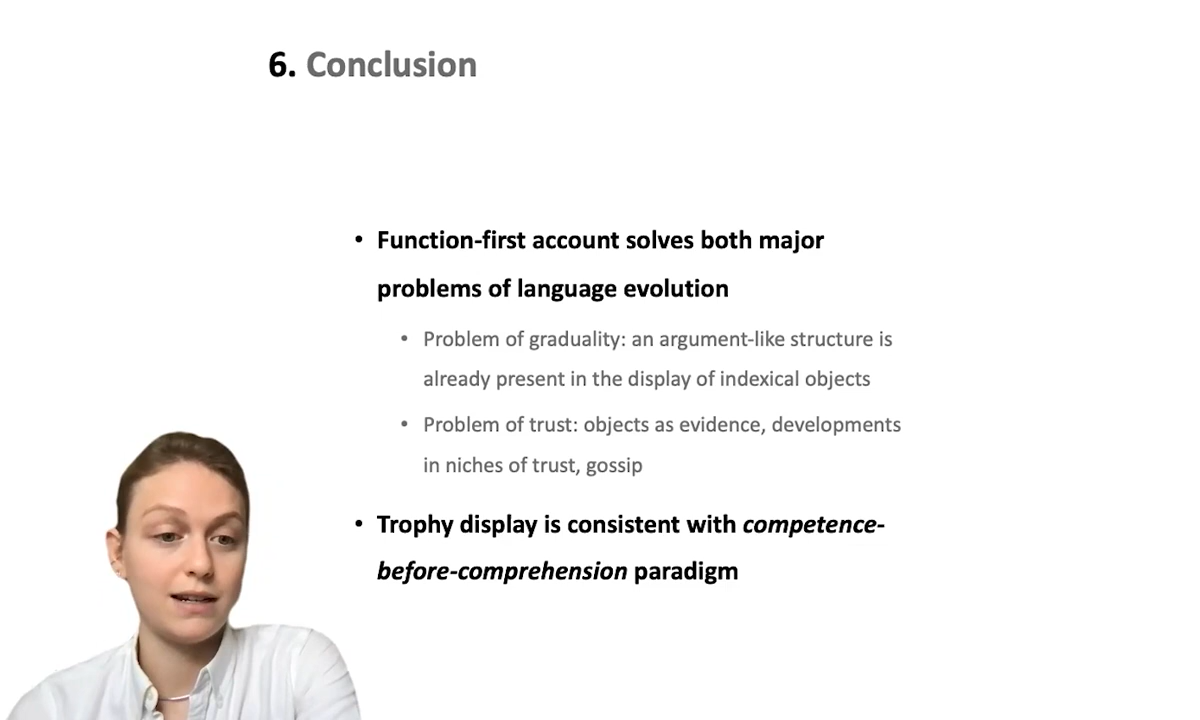 6. Conclusion
• Function-first account solves both major
problems of language evolution
• Problem of graduality: an argument-like structure is
already present in the display of indexical objects
• Problem of trust: objects as evidence, developments
in niches of trust, gossip
• Trophy display is consistent with competence-
before-comprehension paradigm